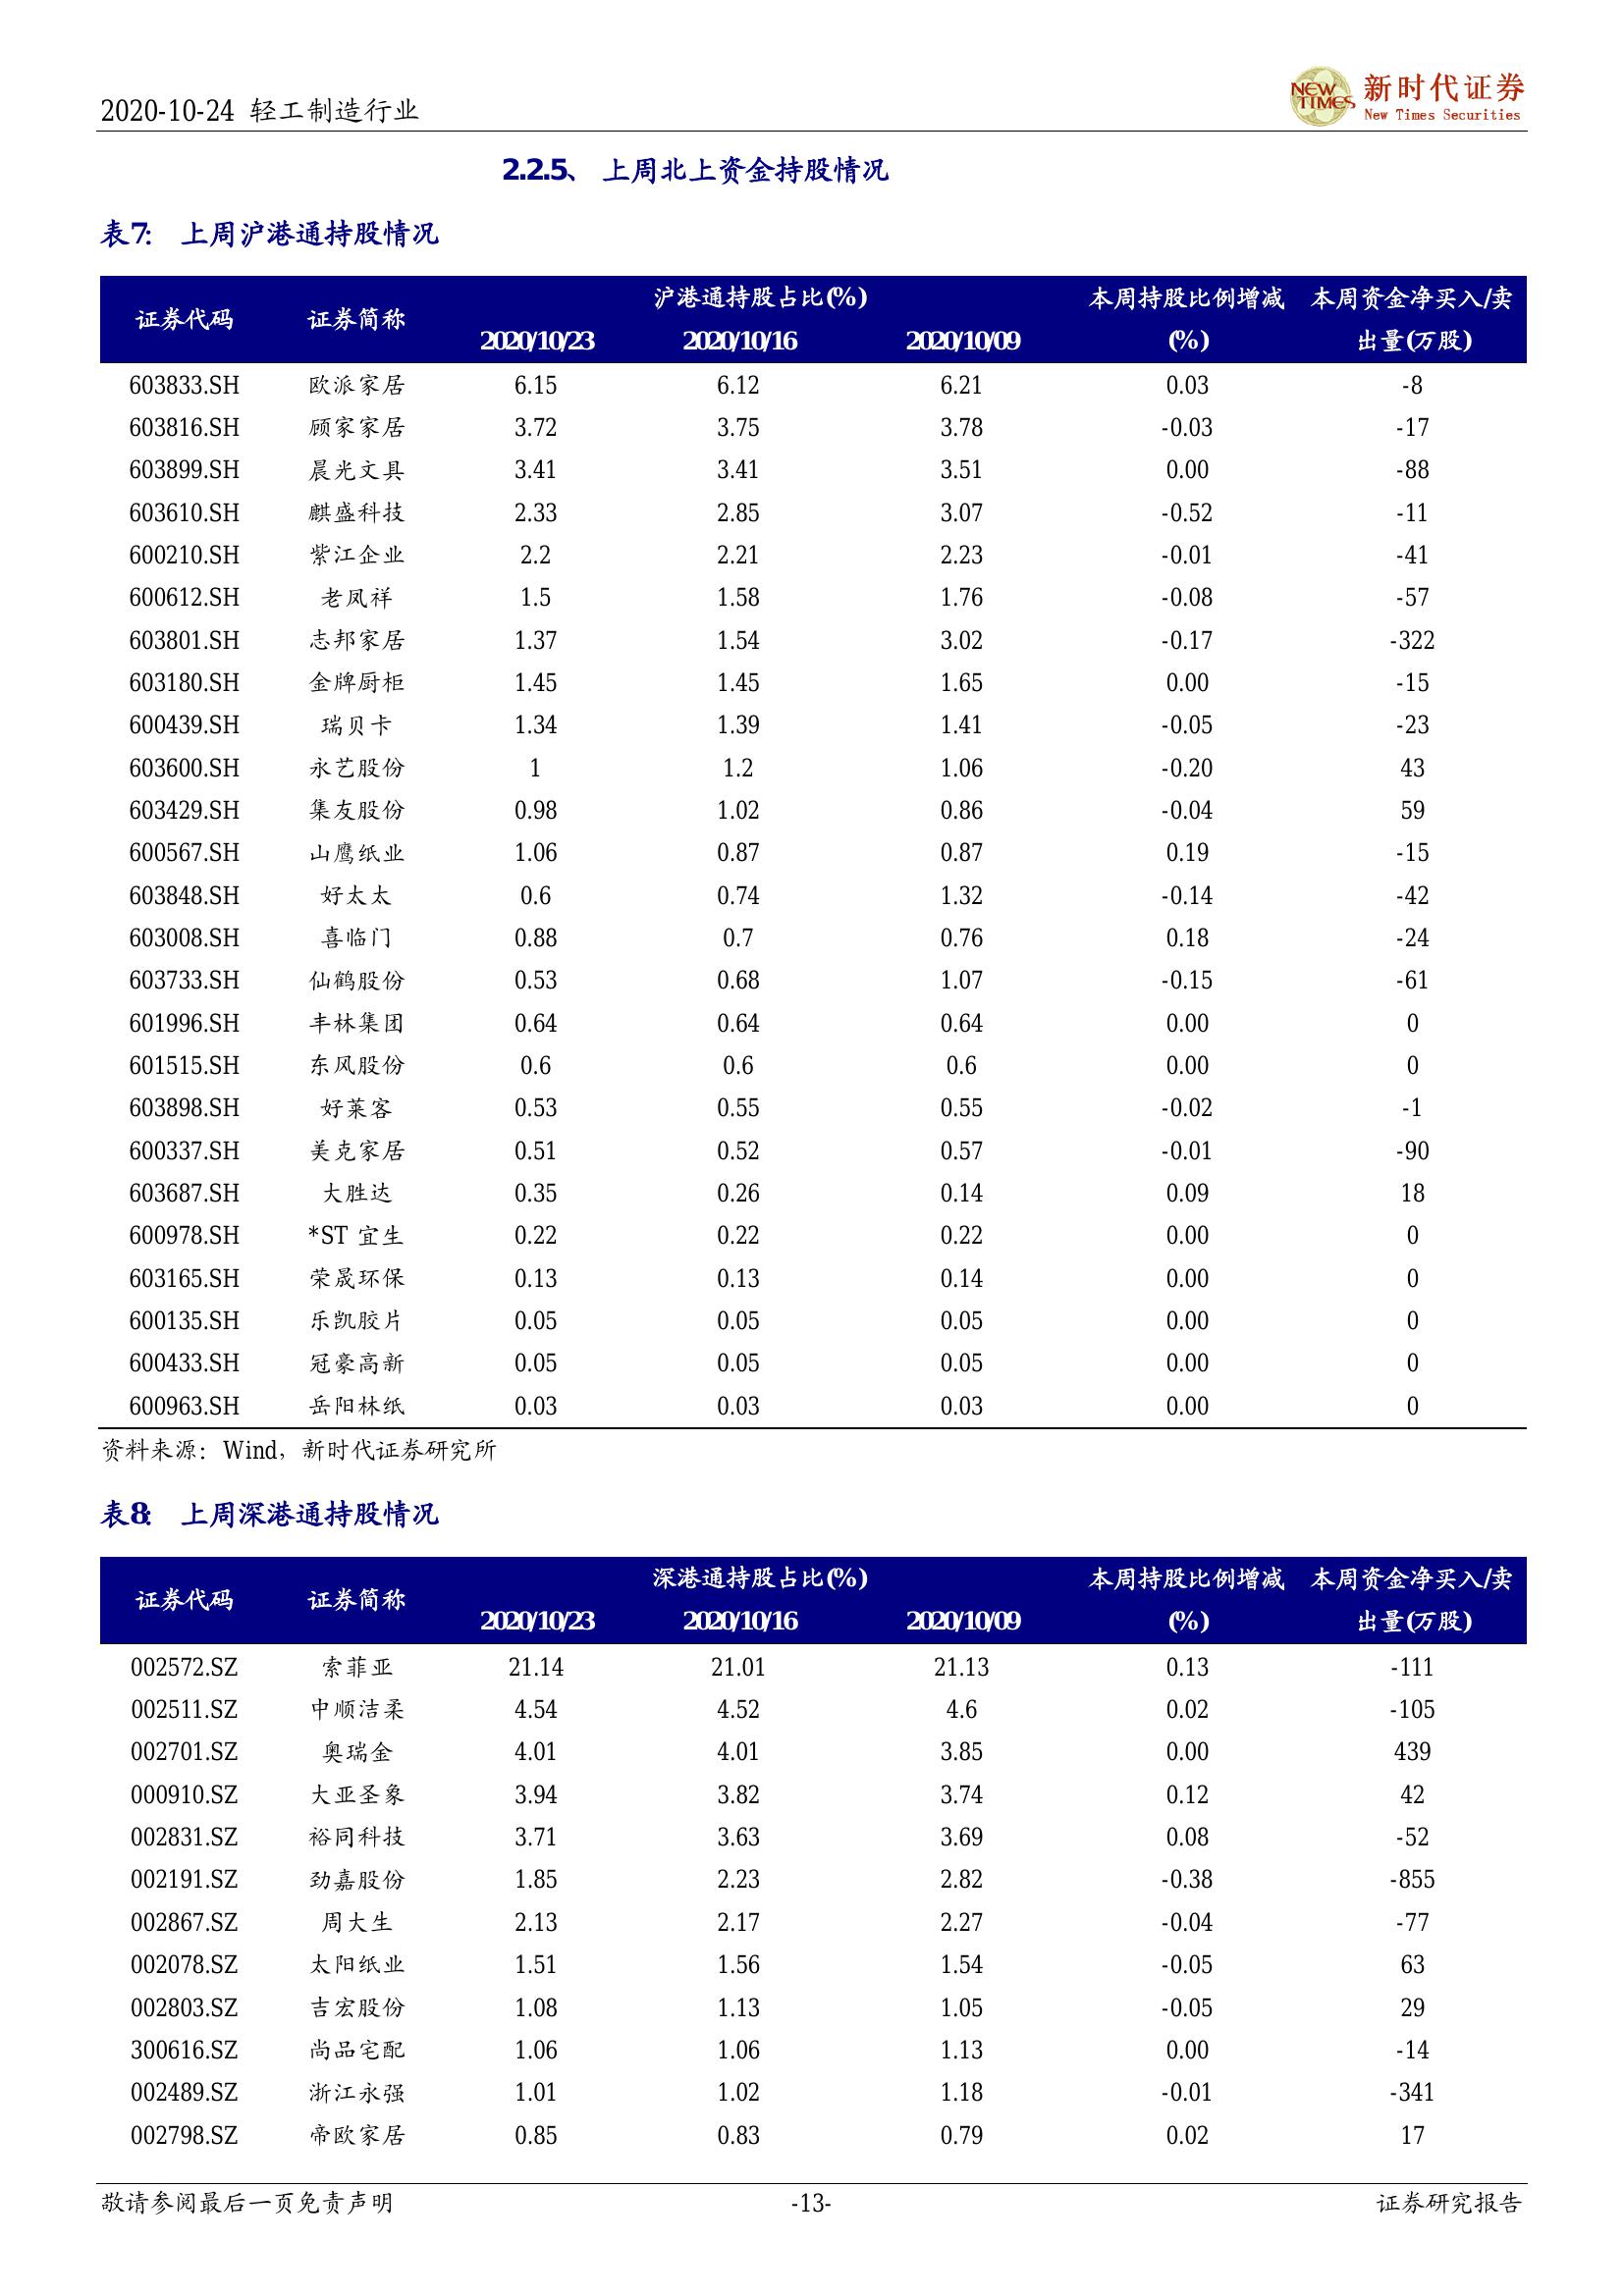 2020-10-24 轻工制造行业
NEW TIMES 新时代证券
New Times Securities
2.2.5、 上周北上资金持股情况
表7: 上周沪港通持股情况
证券代码 证券简称 沪港通持股占比(%) 本周持股比例增减 本周资金净买入/卖
2020/10/23 2020/10/16 2020/10/09 (%) 出量(万股)
603833.SH 欧派家居 6.15 6.12 6.21 0.03 -8
603816.SH 顾家家居 3.72 3.75 3.78 -0.03 -17
603899.SH 晨光文具 3.41 3.41 3.51 0.00 -88
603610.SH 麒盛科技 2.33 2.85 3.07 -0.52 -11
600210.SH 紫江企业 2.2 2.21 2.23 -0.01 -41
600612.SH 老凤祥 1.5 1.58 1.76 -0.08 -57
603801.SH 志邦家居 1.37 1.54 3.02 -0.17 -322
603180.SH 金牌厨柜 1.45 1.45 1.65 0.00 -15
600439.SH 瑞贝卡 1.34 1.39 1.41 -0.05 -23
603600.SH 永艺股份 1 1.2 1.06 -0.20 43
603429.SH 集友股份 0.98 1.02 0.86 -0.04 59
600567.SH 山鹰纸业 1.06 0.87 0.87 0.19 -15
603848.SH 好太太 0.6 0.74 1.32 -0.14 -42
603008.SH 喜临门 0.88 0.7 0.76 0.18 -24
603733.SH 仙鹤股份 0.53 0.68 1.07 -0.15 -61
601996.SH 丰林集团 0.64 0.64 0.64 0.00 0
601515.SH 东风股份 0.6 0.6 0.6 0.00 0
603898.SH 好莱客 0.53 0.55 0.55 -0.02 -1
600337.SH 美克家居 0.51 0.52 0.57 -0.01 -90
603687.SH 大胜达 0.35 0.26 0.14 0.09 18
600978.SH *ST 宜生 0.22 0.22 0.22 0.00 0
603165.SH 荣晟环保 0.13 0.13 0.14 0.00 0
600135.SH 乐凯胶片 0.05 0.05 0.05 0.00 0
600433.SH 冠豪高新 0.05 0.05 0.05 0.00 0
600963.SH 岳阳林纸 0.03 0.03 0.03 0.00 0
资料来源：Wind，新时代证券研究所
表8: 上周深港通持股情况
证券代码 证券简称 深港通持股占比(%) 本周持股比例增减 本周资金净买入/卖
2020/10/23 2020/10/16 2020/10/09 (%) 出量(万股)
002572.SZ 索菲亚 21.14 21.01 21.13 0.13 -111
002511.SZ 中顺洁柔 4.54 4.52 4.6 0.02 -105
002701.SZ 奥瑞金 4.01 4.01 3.85 0.00 439
000910.SZ 大亚圣象 3.94 3.82 3.74 0.12 42
002831.SZ 裕同科技 3.71 3.63 3.69 0.08 -52
002191.SZ 劲嘉股份 1.85 2.23 2.82 -0.38 -855
002867.SZ 周大生 2.13 2.17 2.27 -0.04 -77
002078.SZ 太阳纸业 1.51 1.56 1.54 -0.05 63
002803.SZ 吉宏股份 1.08 1.13 1.05 -0.05 29
300616.SZ 尚品宅配 1.06 1.06 1.13 0.00 -14
002489.SZ 浙江永强 1.01 1.02 1.18 -0.01 -341
002798.SZ 帝欧家居 0.85 0.83 0.79 0.02 17
敬请参阅最后一页免责声明 -13- 证券研究报告